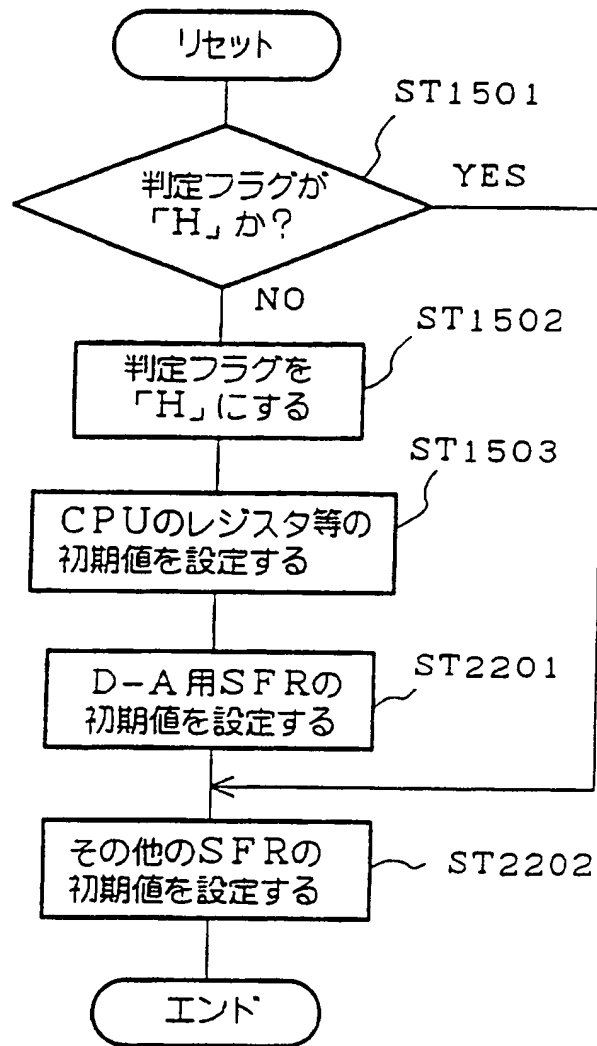 リセット
ST1501
判定フラグが
「H」か?
YES
NO
ST1502
判定フラグを
「H」にする
ST1503
CPUのレジスタ等の
初期値を設定する
ST2201
D-A用SFRの
初期値を設定する
その他のSFRの
初期値を設定する
ST2202
エンド